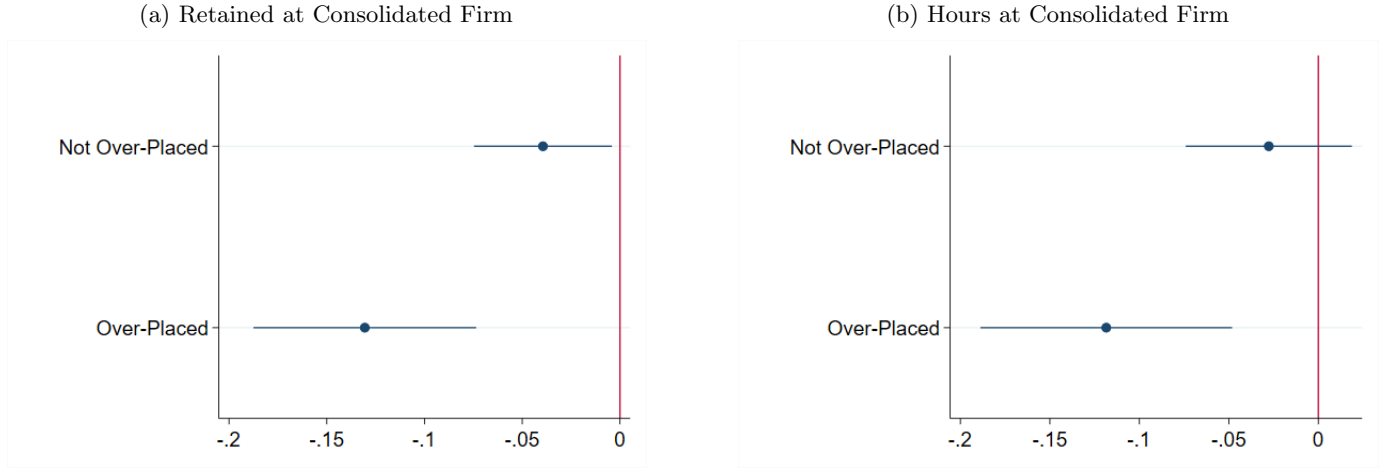 (a) Retained at Consolidated Firm
Not Over-Placed
Over-Placed
-.2 -.15 -.1 -.05 0
(b) Hours at Consolidated Firm
Not Over-Placed
Over-Placed
-.2 -.15 -.1 -.05 0